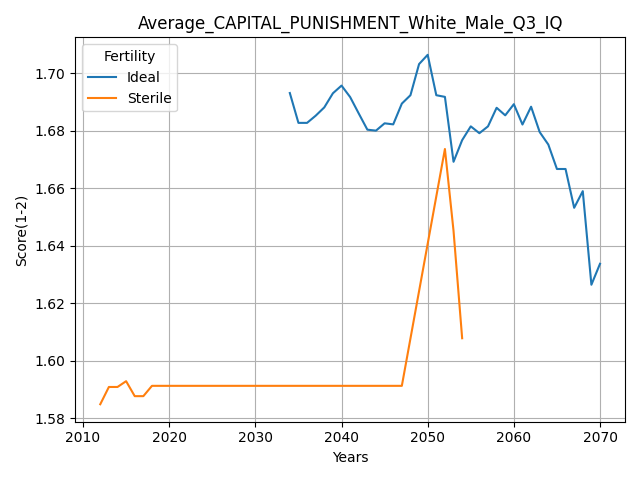 Average_CAPITAL_PUNISHMENT_White_Male_Q3_IQ
Fertility
Ideal
Sterile
Score(1-2)
1.70
1.68
1.66
1.64
1.62
1.60
1.58
2010
2020
2030
2040
2050
2060
2070
Years